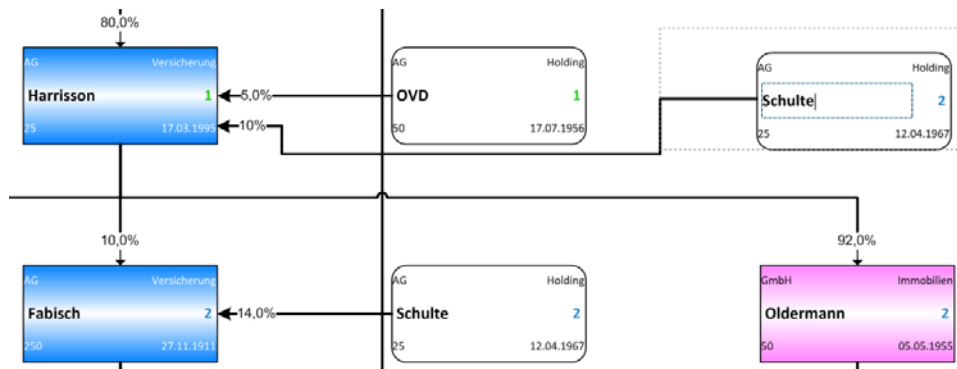 80,0%
AG Versicherung
Harrisson 1
25 17.03.1995
5,0%
10%
AG Holding
OVD 1
50 17.07.1956
AG Holding
Schulte 2
25 12.04.1967
10,0%
92,0%
AG Versicherung
Fabisch 2
250 27.11.1911
14,0%
AG Holding
Schulte 2
25 12.04.1967
GmbH Immobilien
Oldermann 2
50 05.05.1955